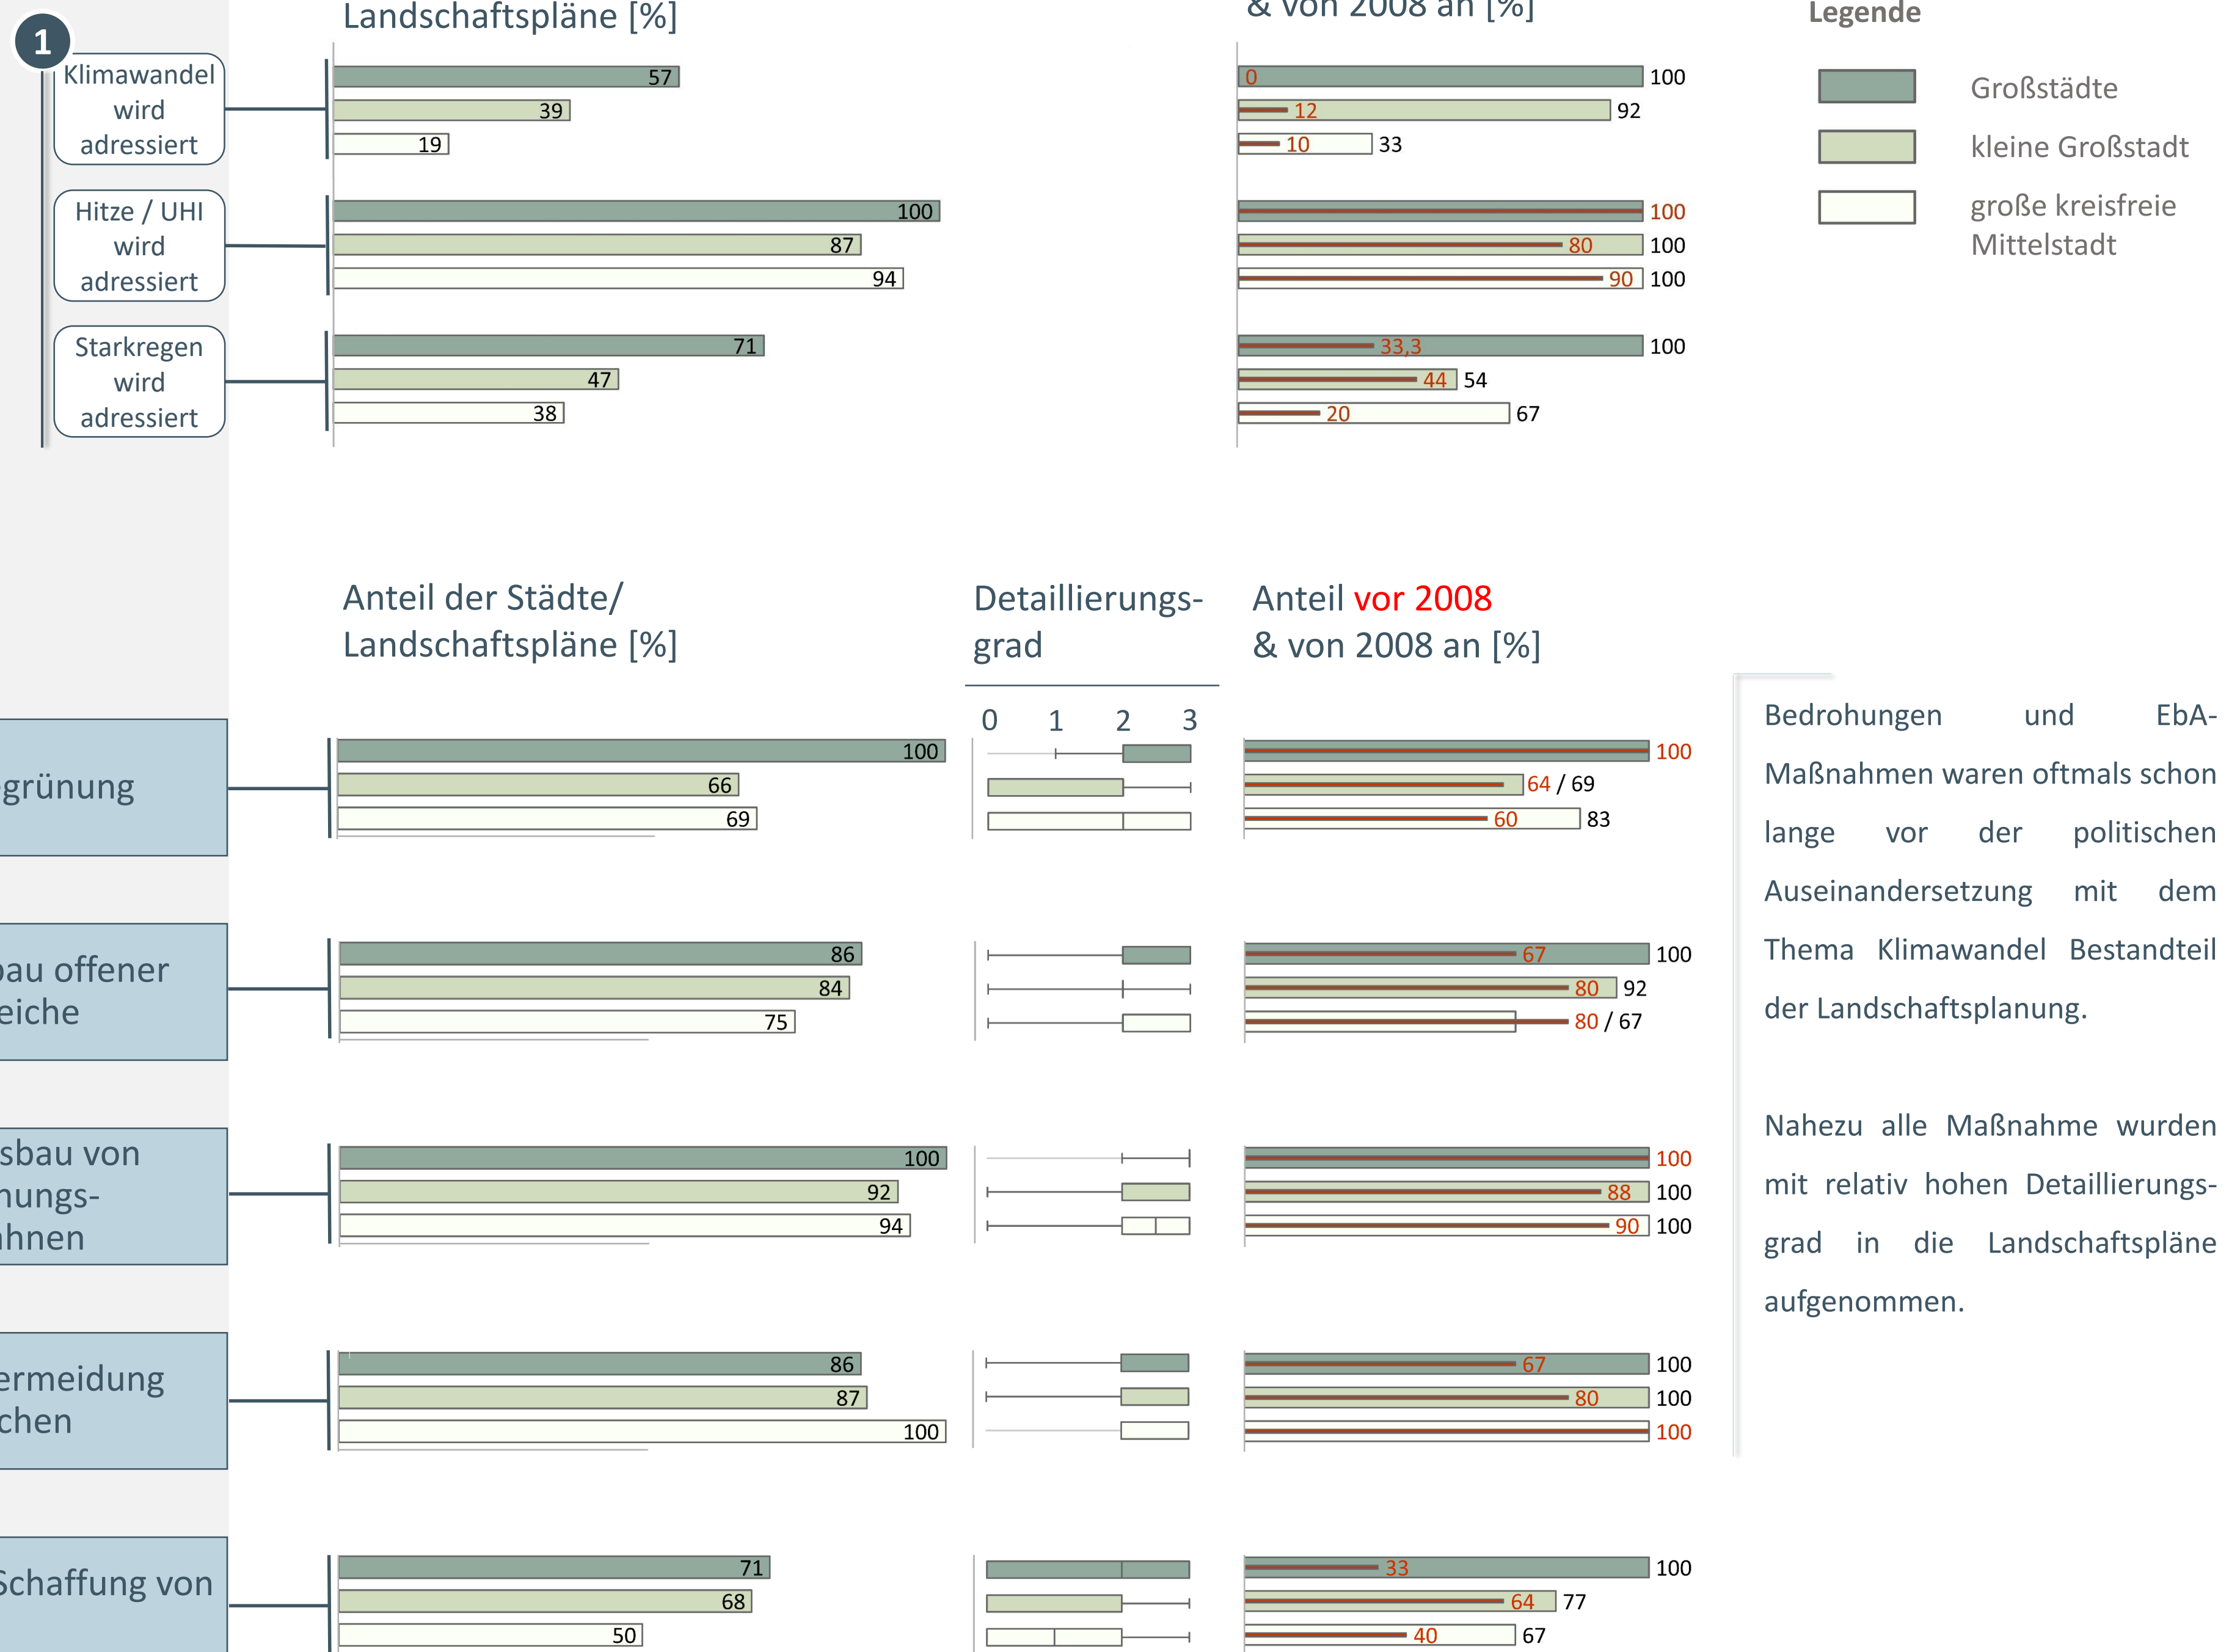 Landschaftspläne [%]
& von 2008 an [%]
Legende
1
Klimawandel
wird
adressiert
57
39
19
0 100
12 92
10 33
Großstädte
kleine Großstadt
große kreisfreie
Mittelstadt
Hitze / UHI
wird
adressiert
100
87
94
100
80 100
90 100
Starkregen
wird
adressiert
71
47
38
33,3 100
44 54
20 67
Anteil der Städte/
Landschaftspläne [%]
Detaillierungs-
grad
Anteil vor 2008
& von 2008 an [%]
0 1 2 3
grünung
100
66
69
100
64 / 69
60 83
bau offener
eiche
86
84
75
67 100
80 92
80 / 67
sbau von
nungs-
ahnen
100
92
94
100
88 100
90 100
ermeidung
chen
86
87
100
67 100
80 100
100
Schaffung von
71
68
50
33 100
64 77
40 67
Bedrohungen und EbA-
Maßnahmen waren oftmals schon
lange vor der politischen
Auseinandersetzung mit dem
Thema Klimawandel Bestandteil
der Landschaftsplanung.
Nahezu alle Maßnahme wurden
mit relativ hohen Detaillierungs-
grad in die Landschaftspläne
aufgenommen.